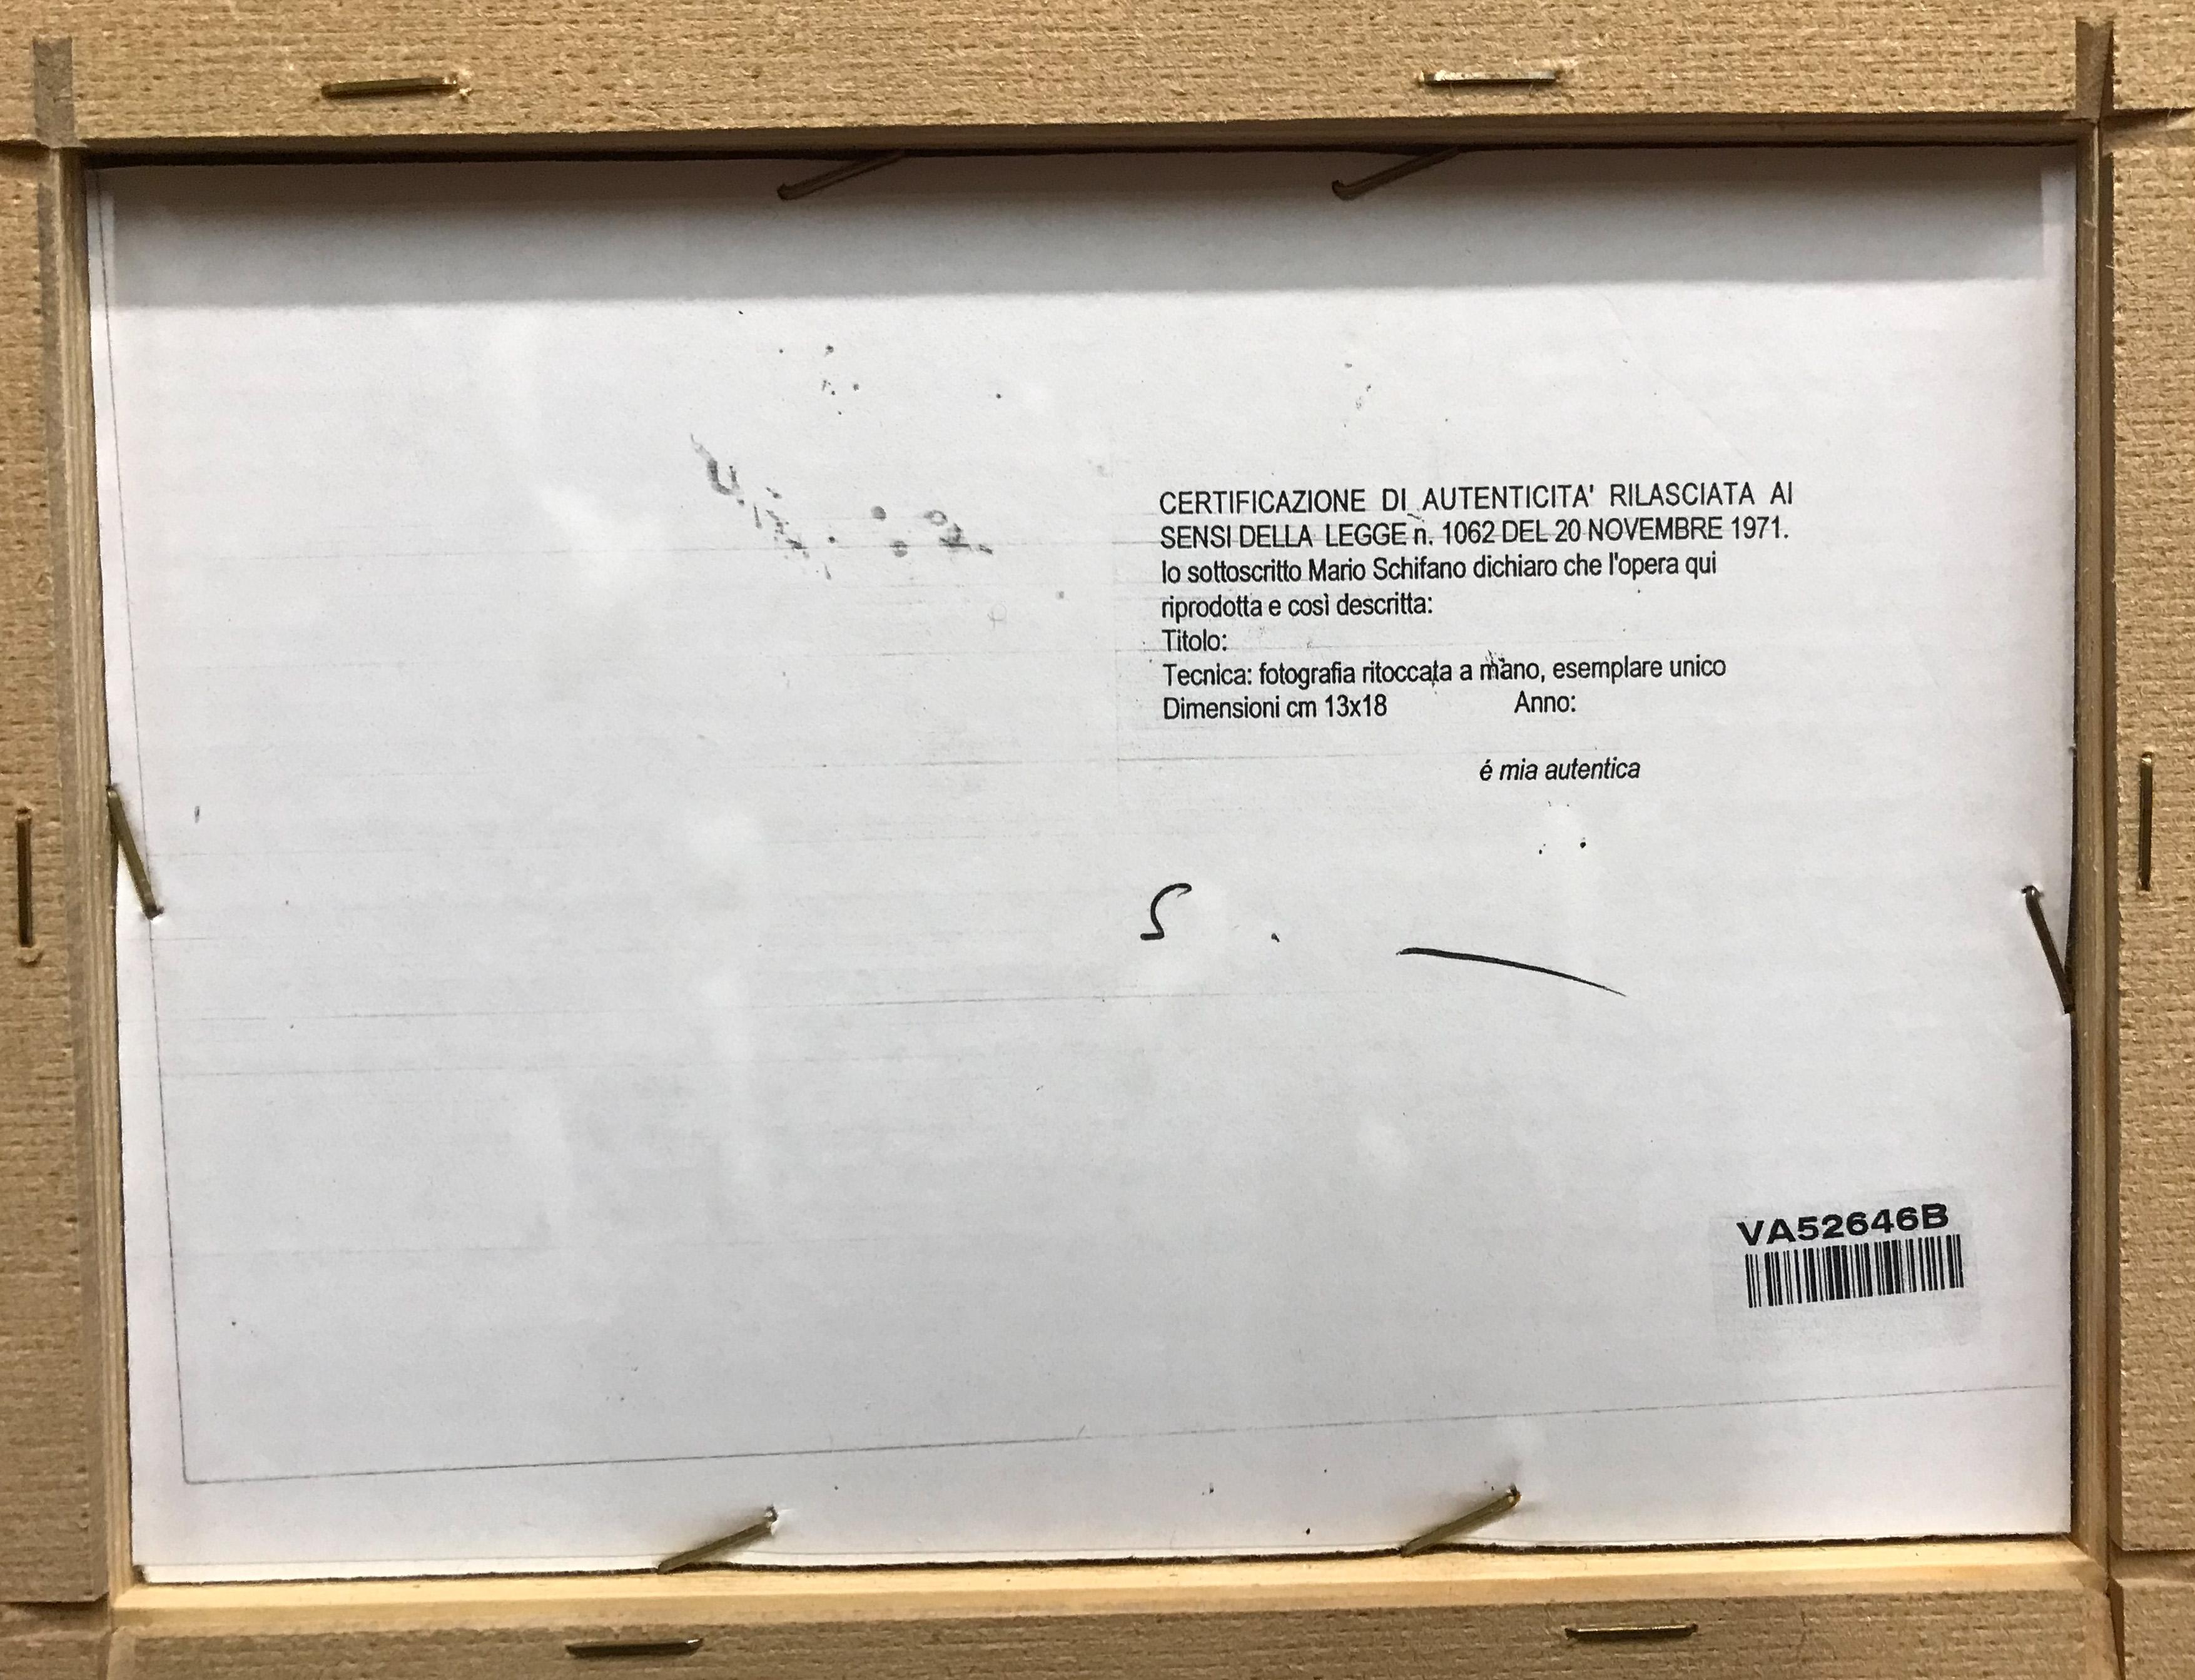 CERTIFICAZIONE DI AUTENTICITA' RILASCIATA AI
SENSI DELLA LEGGE n. 1062 DEL 20 NOVEMBRE 1971.
Io sottoscritto Mario Schifano dichiaro che l'opera qui
riprodotta e così descritta:
Titolo:
Tecnica: fotografia ritoccata a mano, esemplare unico
Dimensioni cm 13x18 Anno:
é mia autentica
VA52646B